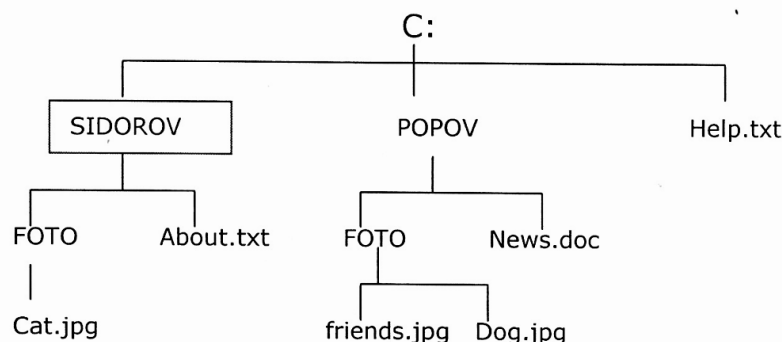 C:
SIDOROV POPOV Help.txt
FOTO About.txt FOTO News.doc
Cat.jpg friends.jpg Dog.jpg